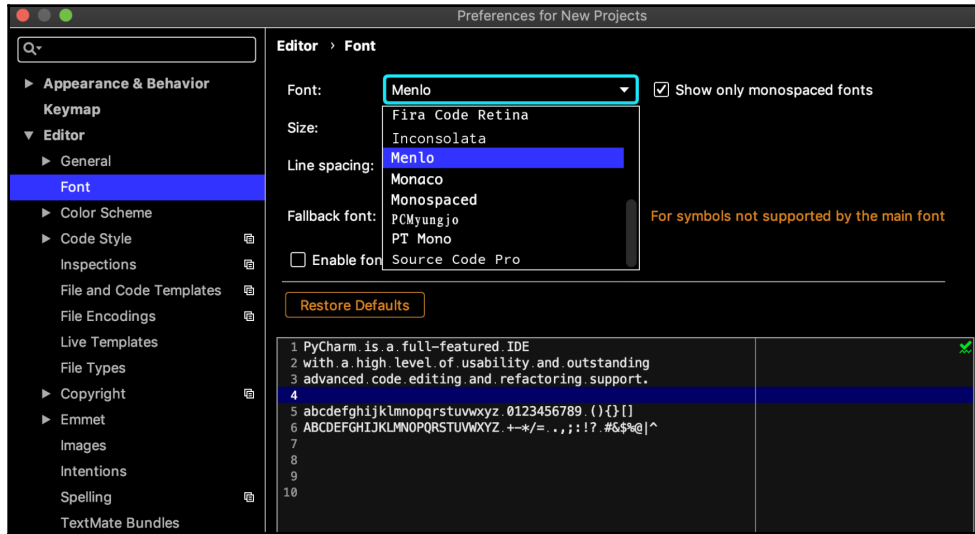 Preferences for New Projects
Appearance & Behavior
Keymap
Editor
General
Font
Color Scheme
Code Style
Inspections
File and Code Templates
File Encodings
Live Templates
File Types
Copyright
Emmet
Images
Intentions
Spelling
TextMate Bundles
Editor › Font
Font: Menlo Show only monospaced fonts
Fira Code Retina
Size:
Inconsolata
Menlo
Line spacing:
Monaco
Monospaced
Fallback font: PCMyungjo For symbols not supported by the main font
PT Mono
Enable fon Source Code Pro
Restore Defaults
1 PyCharm.is.a.full-featured.IDE
2 with.a.high.level.of.usability.and.outstanding
3 advanced.code.editing.and.refactoring.support.
4
5 abcdefghijklmnopqrstuvwxyz.0123456789.(){}[]
6 ABCDEFGHIJKLMNOPQRSTUVWXYZ.+-*/=..,;:!?.#&$%@|^
7
8
9
10